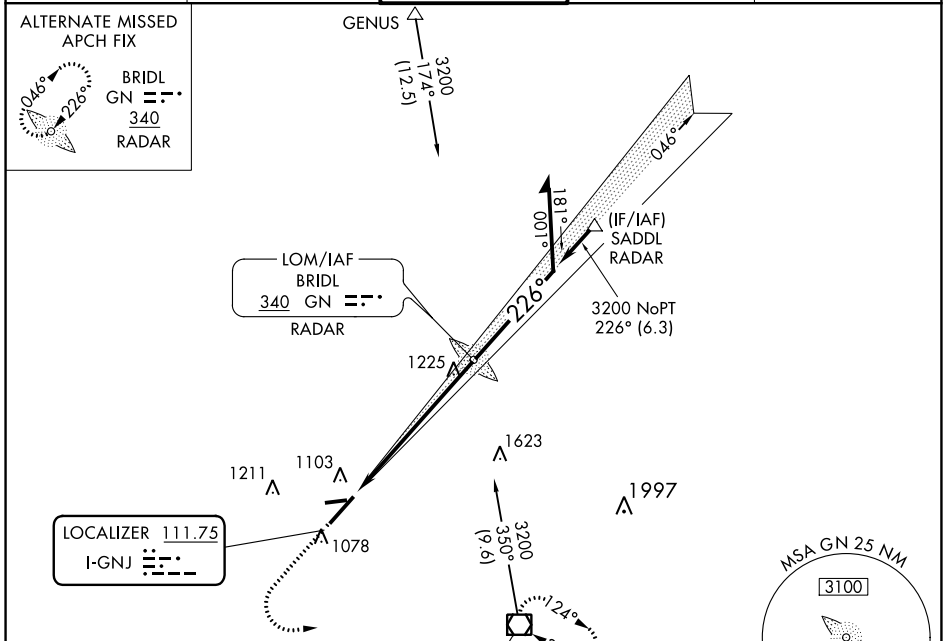 ALTERNATE MISSED
APCH FIX
BRIDL
GN
340
RADAR
046°
226°
GENUS
3200
174°
(12.5)
046°
181°
001°
(IF/IAF)
SADDL
RADAR
LOM/IAF
BRIDL
340 GN
RADAR
226°
3200 NoPT
226° (6.3)
1225
1623
1211
1103
1997
LOCALIZER 111.75
I-GNJ
1078
3200
350°
(9.6)
124°
MSA GN 25 NM
3100